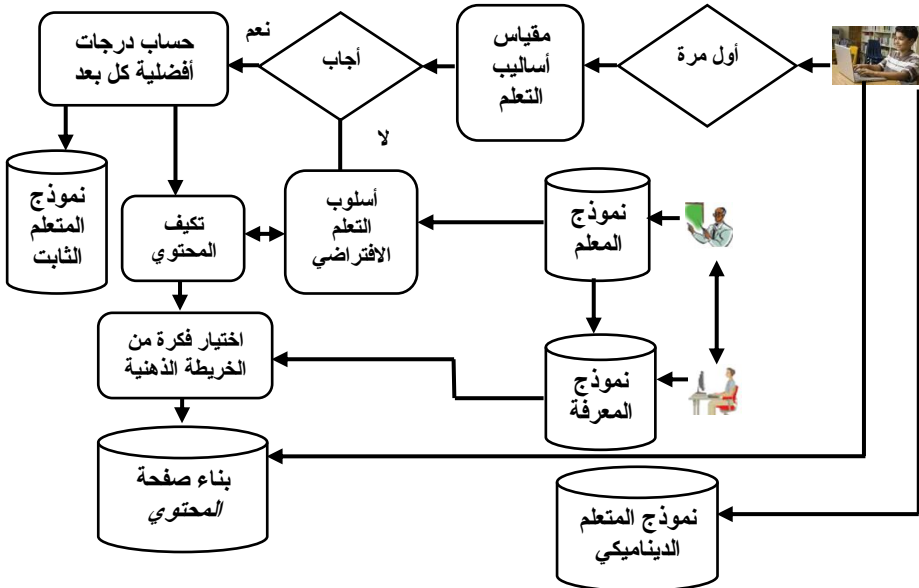 أول مرة
مقياس
أساليب
التعلم
أجاب
نعم
لا
حساب درجات
أفضلية كل بعد
نموذج
المتعلم
الثابت
تكيف
المحتوي
أسلوب
التعلم
الافتراضي
نموذج
المعلم
اختيار فكرة من
الخريطة الذهنية
نموذج
المعرفة
بناء صفحة
المحتوي
نموذج المتعلم
الديناميكي